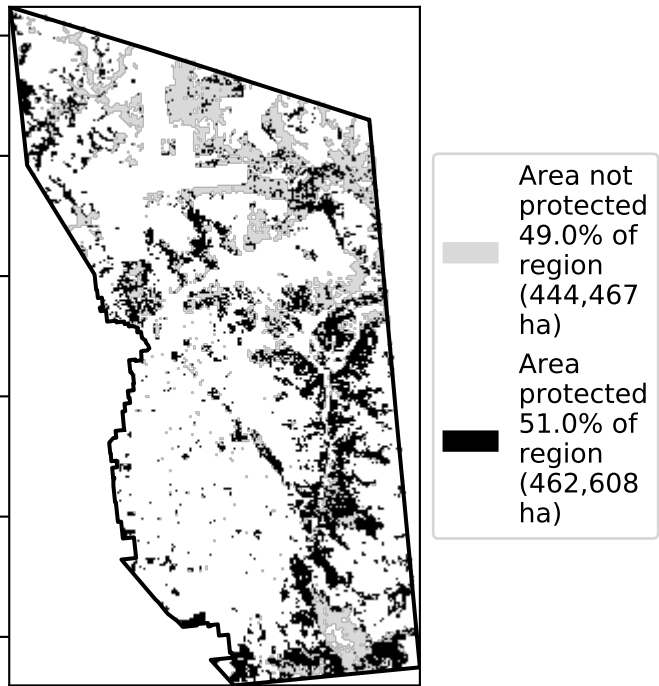 Area not
protected
49.0% of
region
(444,467
ha)
Area
protected
51.0% of
region
(462,608
ha)